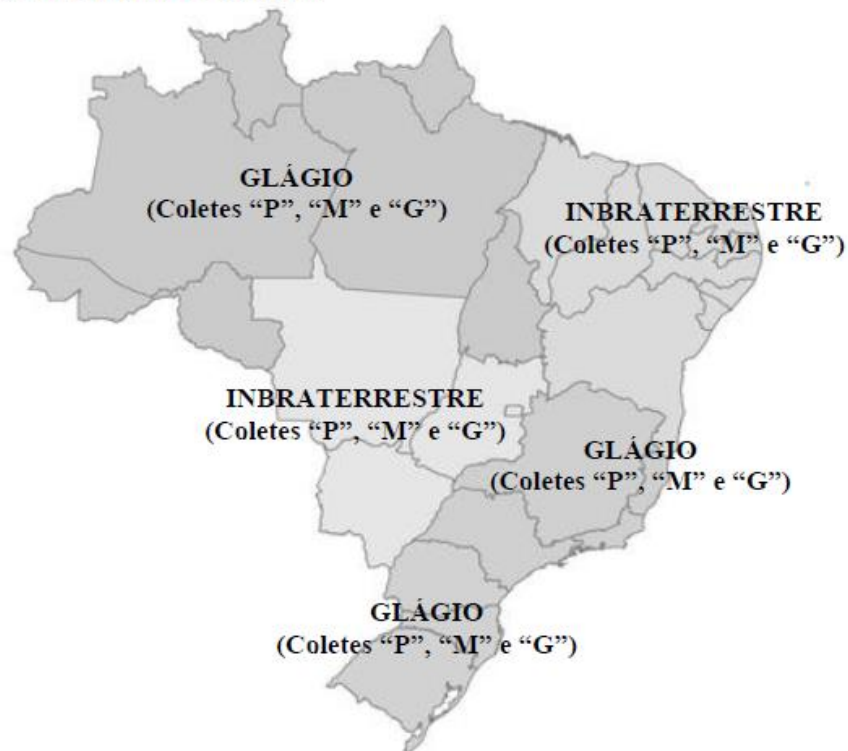 GLÁGIO
(Coletes “P”, “M” e “G”)
INBRATERRESTRE
(Coletes “P”, “M” e “G”)
INBRATERRESTRE
(Coletes “P”, “M” e “G”)
GLÁGIO
(Coletes “P”, “M” e “G”)
GLÁGIO
(Coletes “P”, “M” e “G”)